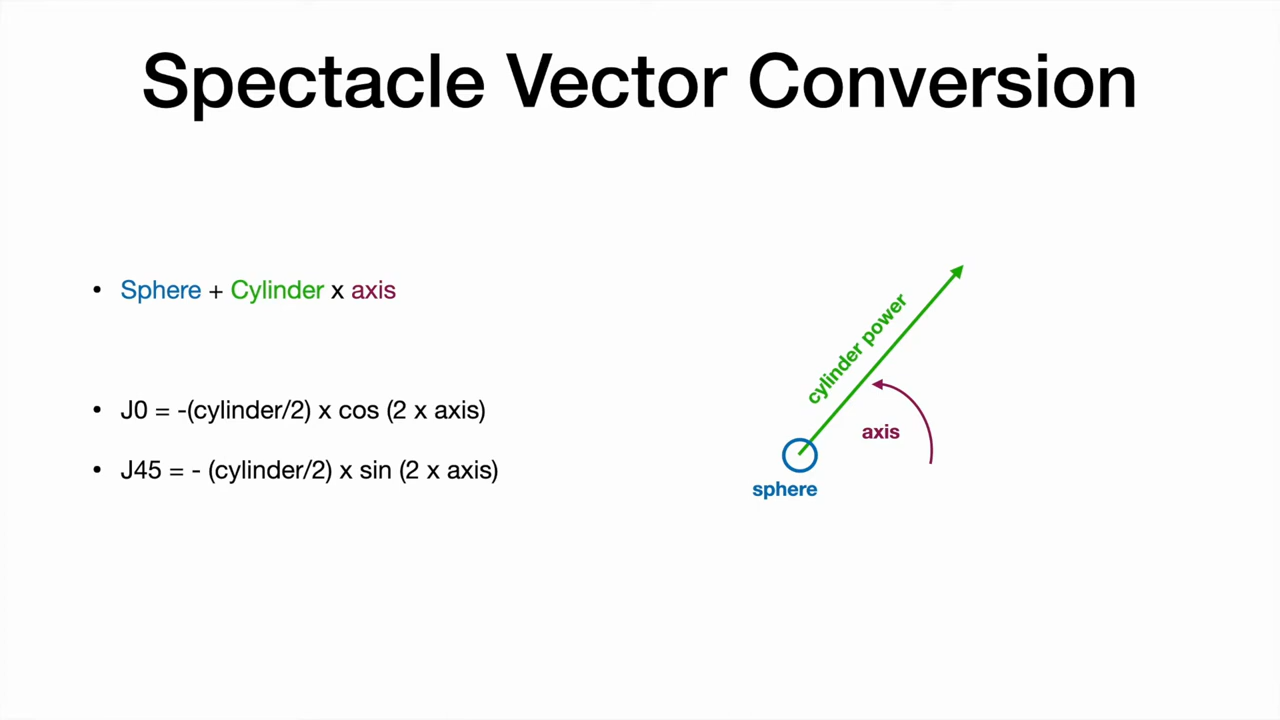 Spectacle Vector Conversion
• Sphere + Cylinder x axis
• J0 = -(cylinder/2) x cos (2 x axis)
• J45 = - (cylinder/2) x sin (2 x axis)
cylinder power
axis
sphere